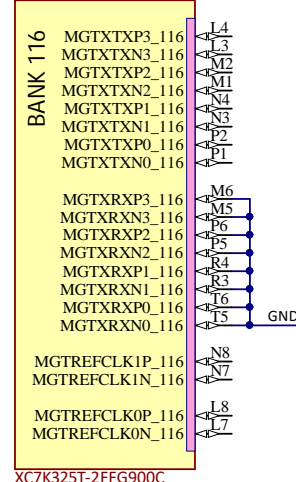 BANK 116
MGTXTXP3_116 L4
MGTXTXN3_116 L3
MGTXTXP2_116 M2
MGTXTXN2_116 M1
MGTXTXP1_116 N4
MGTXTXN1_116 N3
MGTXTXP0_116 P2
MGTXTXN0_116 P1
MGTXRXP3_116 M6
MGTXRXN3_116 M5
MGTXRXP2_116 P6
MGTXRXN2_116 P5
MGTXRXP1_116 R4
MGTXRXN1_116 R3
MGTXRXP0_116 T6
MGTXRXN0_116 T5
GND
MGTREFCLK1P_116 N8
MGTREFCLK1N_116 N7
MGTREFCLK0P_116 L8
MGTREFCLK0N_116 L7
XC7K325T-2FFG900C